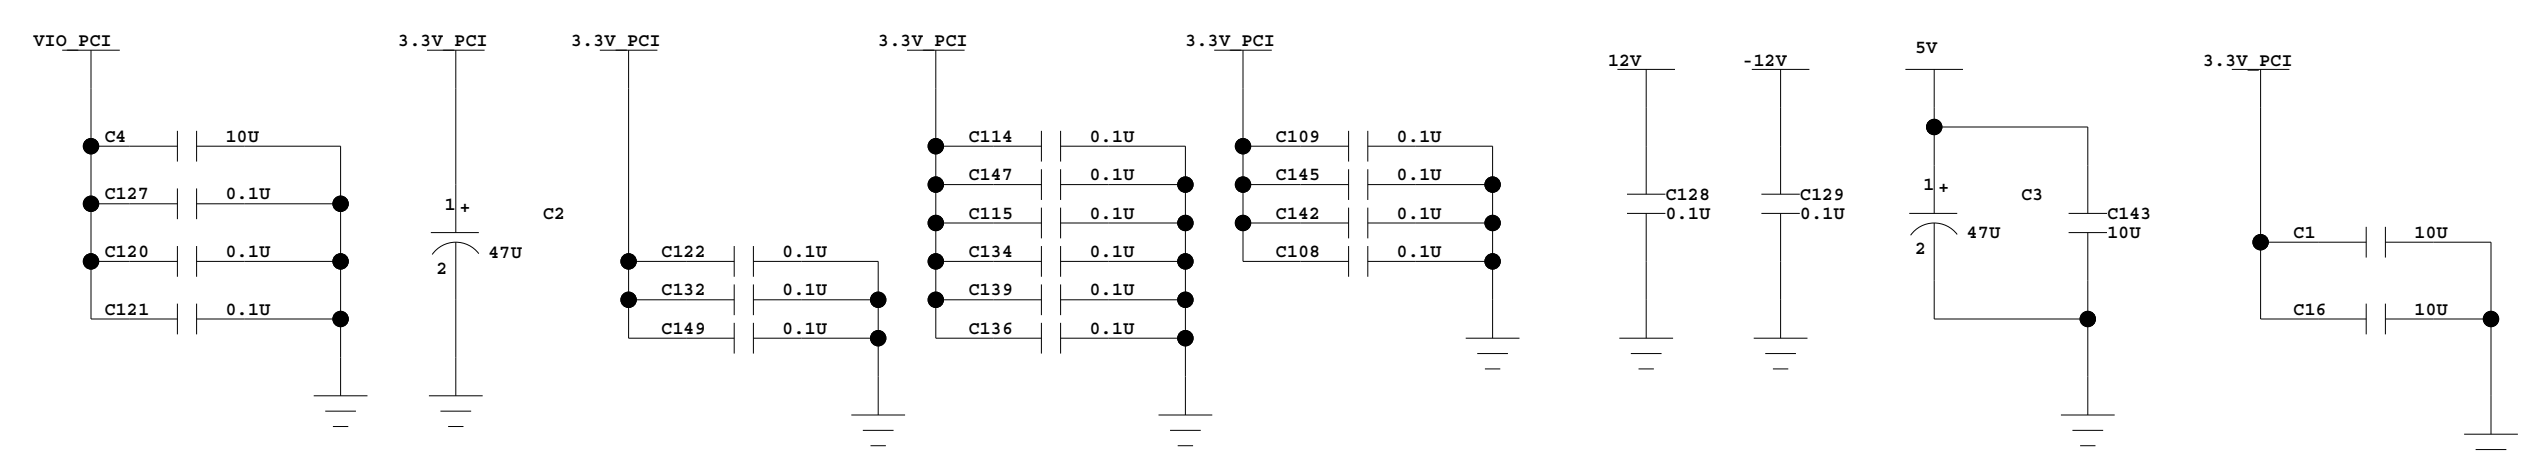 VIO_PCI
C4 10U
C127 0.1U
C120 0.1U
C121 0.1U
3.3V_PCI
1 +
C2
47U
2
3.3V_PCI
C122 0.1U
C132 0.1U
C149 0.1U
3.3V_PCI
C114 0.1U
C147 0.1U
C115 0.1U
C134 0.1U
C139 0.1U
C136 0.1U
3.3V_PCI
C109 0.1U
C145 0.1U
C142 0.1U
C108 0.1U
12V
C128
0.1U
-12V
C129
0.1U
5V
1 +
C3
47U
2
C143
10U
3.3V_PCI
C1 10U
C16 10U